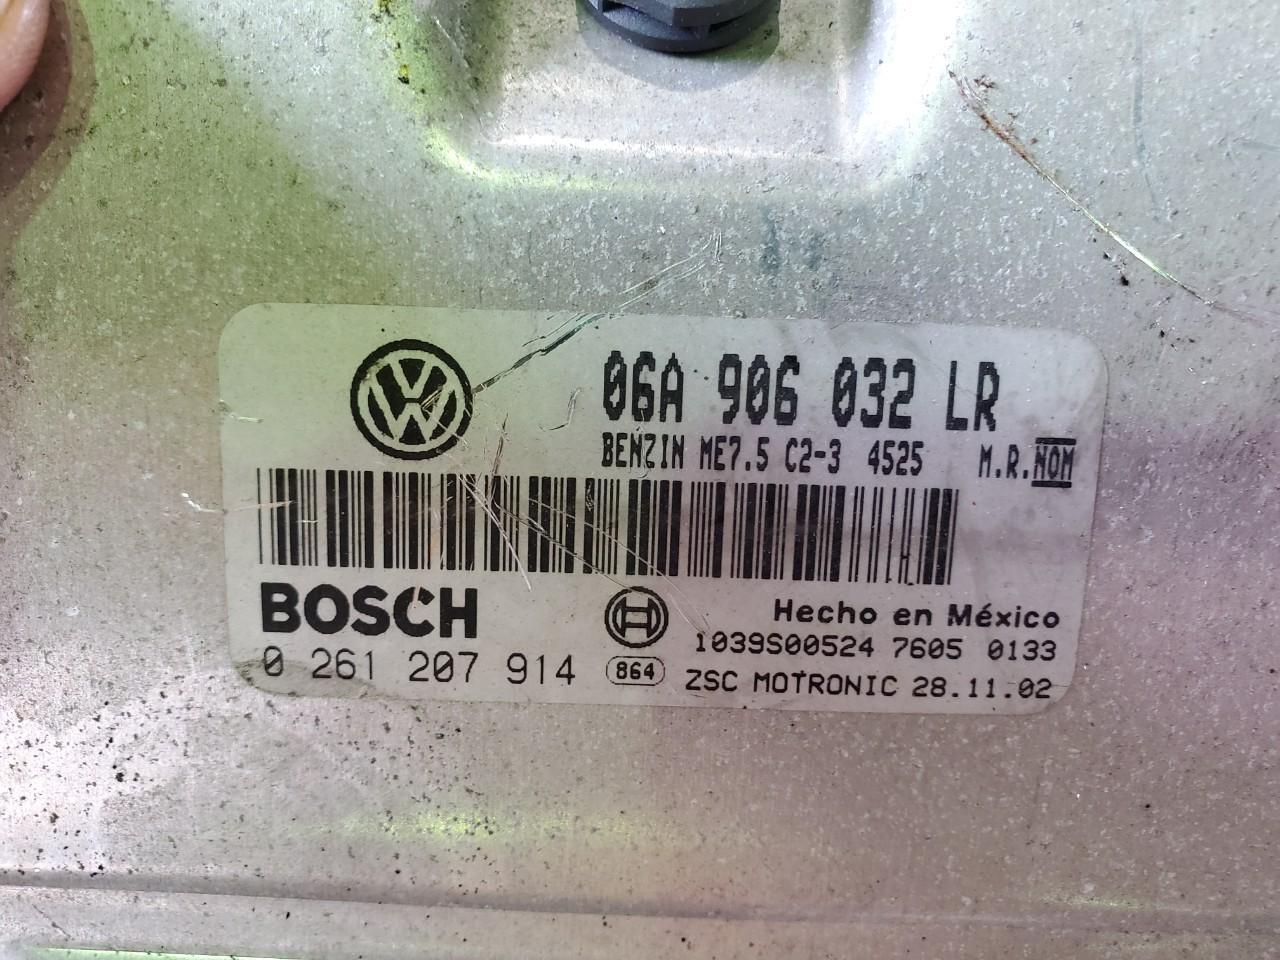 06A 906 032 LR
BENZIN ME7.5 C2-3 4525 M.R.NOM
BOSCH Hecho en México
1039S00524 7605 0133
0 261 207 914 864 ZSC MOTRONIC 28.11.02